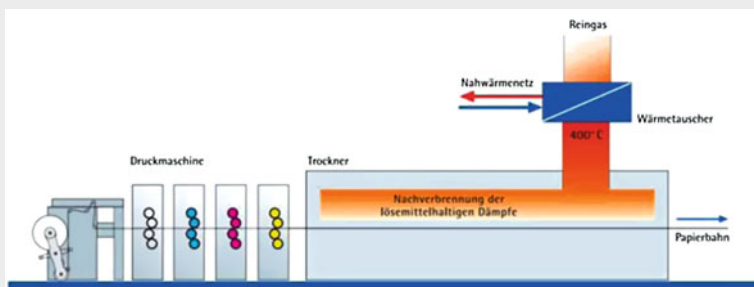 Reingas
Nahwärmenetz
Wärmetauscher
400° C
Druckmaschine
Trockner
Nachverbrennung der
lösemittelhaltigen Dämpfe
Papierbahn